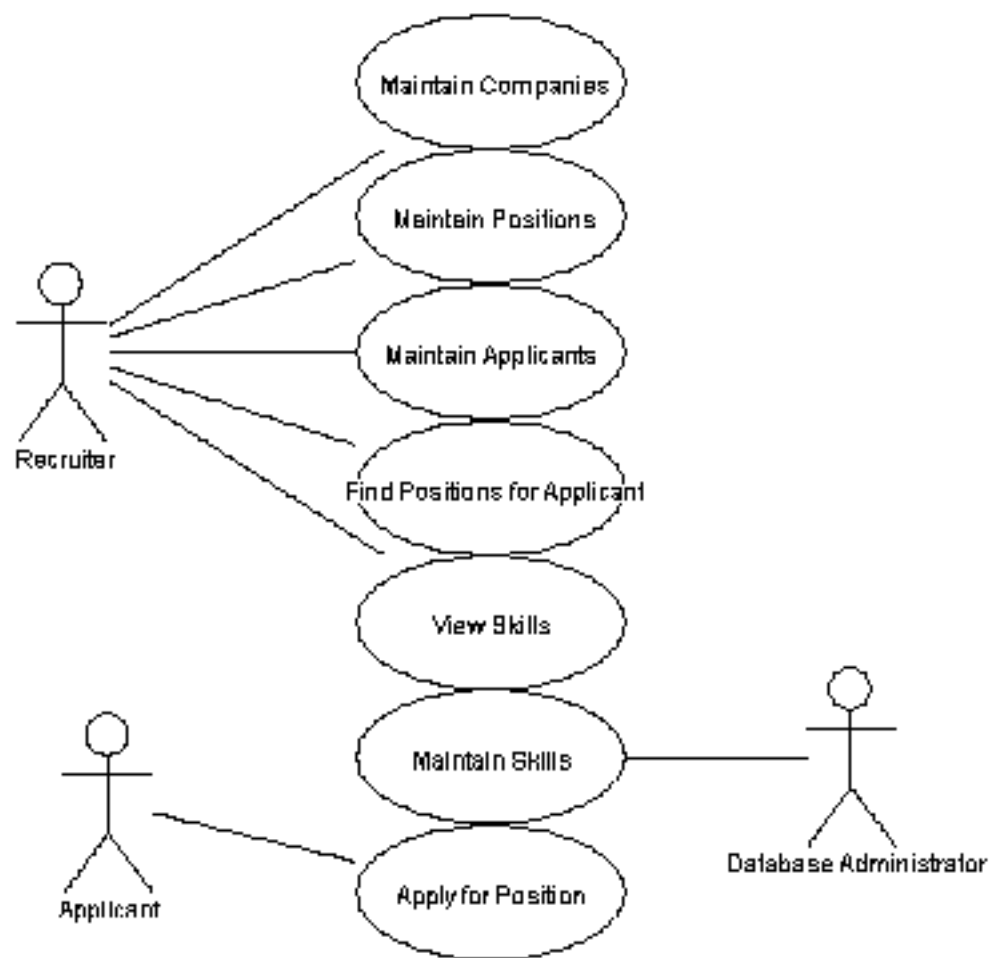 Maintain Companies
Maintain Positions
Maintain Applicants
Recruiter
Find Positions for Applicant
View Skills
Maintain Skills
Database Administrator
Apply for Position
Applicant